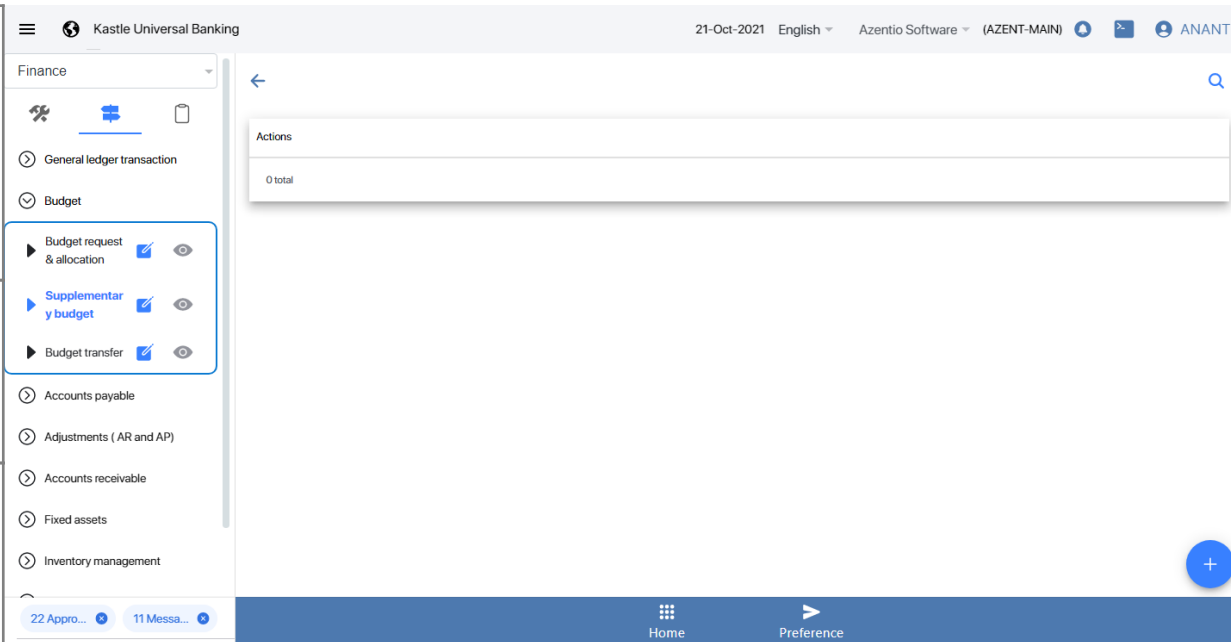 Kastle Universal Banking
21-Oct-2021 English Azentio Software (AZENT-MAIN) ANANT
Finance
General ledger transaction
Budget
Budget request
& allocation
Supplementar
y budget
Budget transfer
Accounts payable
Adjustments ( AR and AP)
Accounts receivable
Fixed assets
Inventory management
22 Appro...
11 Messa...
Actions
0 total
Home
Preference